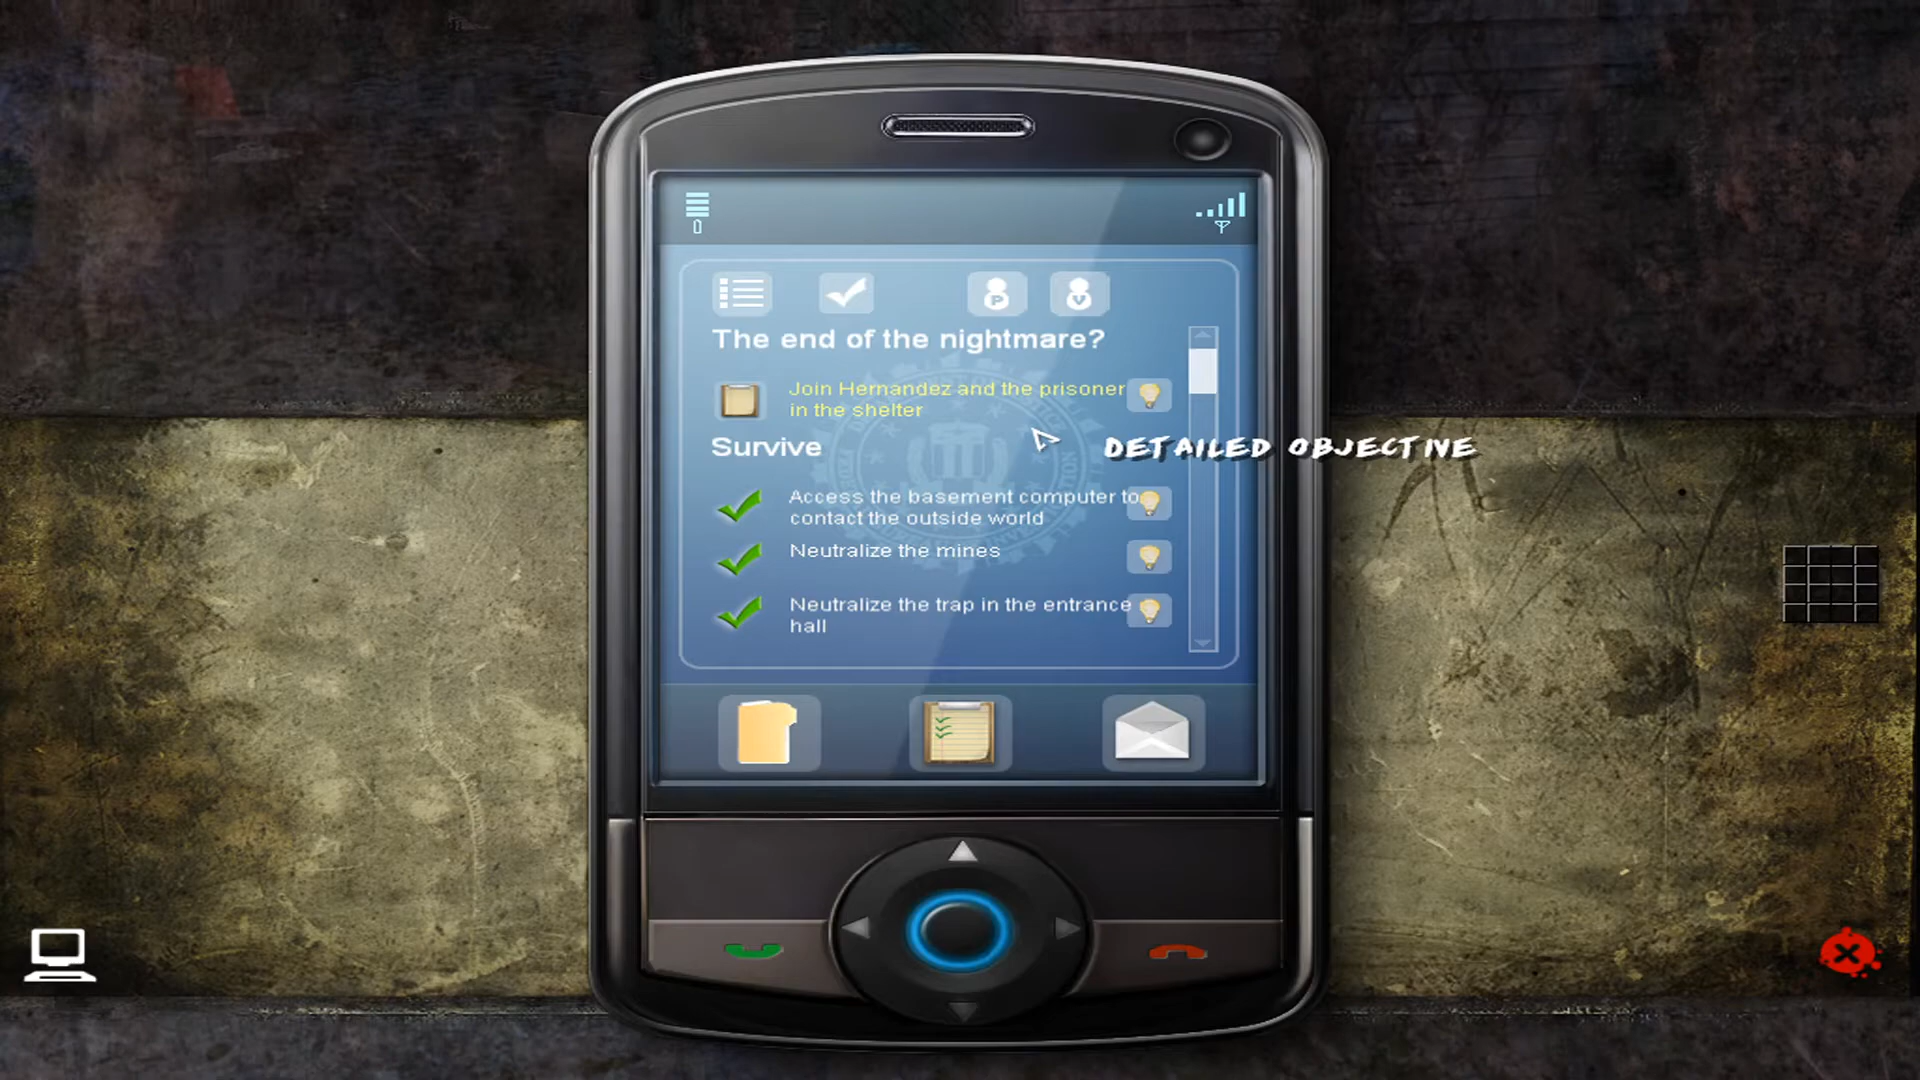 P
V
The end of the nightmare?
Join Hernandez and the prisoner
in the shelter
Survive
DETAILED OBJECTIVE
Access the basement computer to
contact the outside world
Neutralize the mines
Neutralize the trap in the entrance
hall